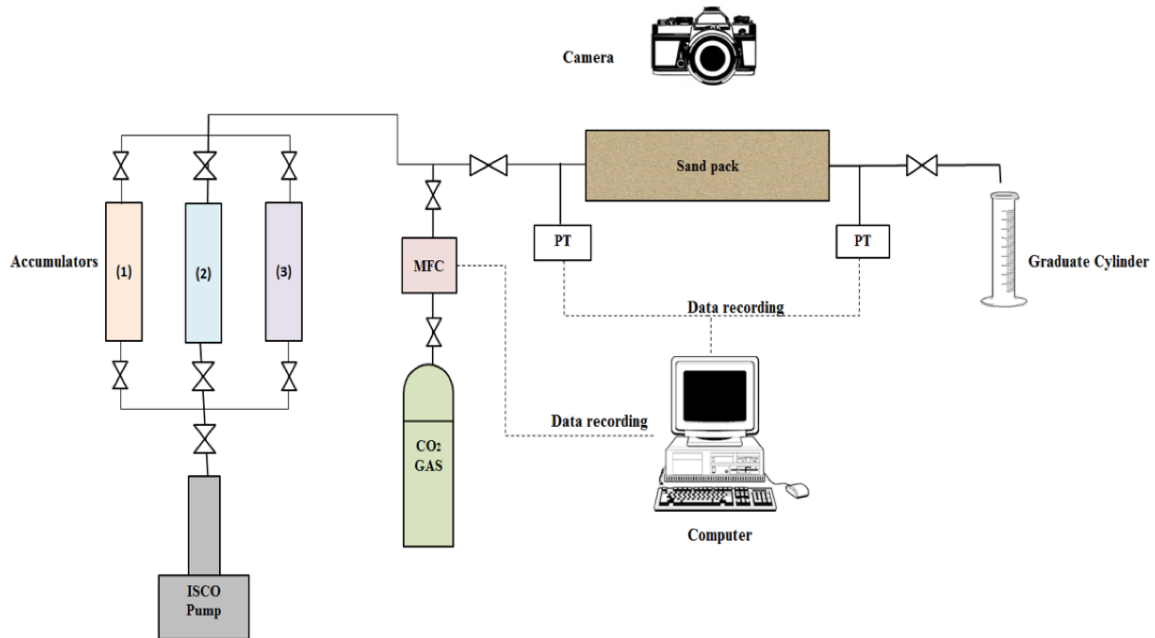 Camera
Sand pack
Accumulators
(1)
(2)
(3)
MFC
PT
PT
Graduate Cylinder
Data recording
CO₂
GAS
Data recording
Computer
ISCO
Pump